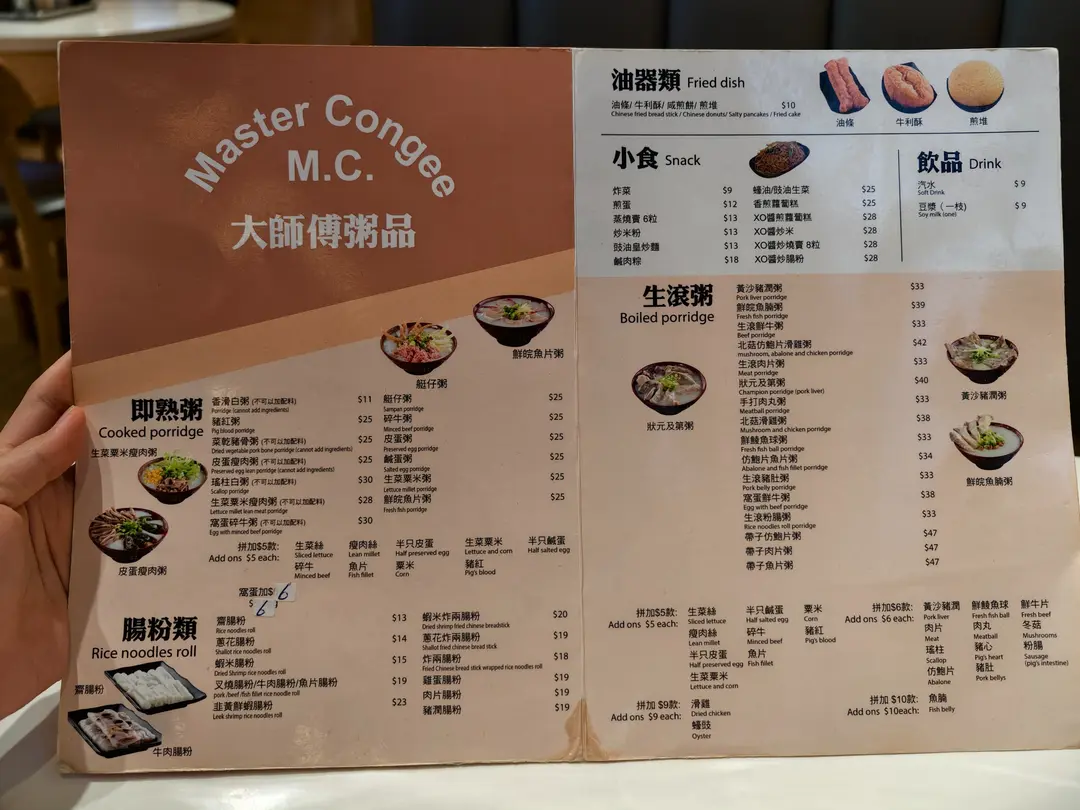 Master Congee
M.C.
大師傅粥品
鮮皖魚片粥
艇仔粥
即熟粥
Cooked porridge
生菜粟米瘦肉粥
皮蛋瘦肉粥
香滑白粥 (不可以加配料) $11
Porridge (cannot add ingredients)
豬紅粥 $25
Pig blood porridge
菜乾豬骨粥 (不可以加配料) $25
Dried vegetable pork bone porridge (cannot add ingredients)
皮蛋瘦肉粥 (不可以加配料) $25
Preserved egg lean porridge (cannot add ingredients)
瑤柱白粥 (不可以加配料) $30
Scallop porridge
生菜粟米瘦肉粥 (不可以加配料) $28
Lettuce millet lean meat porridge
窩蛋碎牛粥 (不可以加配料) $30
Egg with minced beef porridge
艇仔粥 $25
Sampan porridge
碎牛粥 $25
Minced beef porridge
皮蛋粥 $25
Preserved egg porridge
鹹蛋粥 $25
Salted egg porridge
生菜粟米粥 $25
Lettuce millet porridge
鮮皖魚片粥 $25
Fresh fish porridge
拼加$5款:
Add ons $5 each:
生菜絲 瘦肉絲 半只皮蛋 生菜粟米 半只鹹蛋
Sliced lettuce Lean millet Half preserved egg Lettuce and corn Half salted egg
碎牛 魚片 粟米 豬紅
Minced beef Fish fillet Corn Pig's blood
窩蛋加$6
$6
腸粉類
Rice noodles roll
齋腸粉
牛肉腸粉
齋腸粉 $13
Rice noodles roll
蔥花腸粉 $14
Shallot rice noodles roll
蝦米腸粉 $15
Dried Shrimp rice noodles roll
叉燒腸粉/牛肉腸粉/魚片腸粉 $19
pork /beef /fish fillet rice noodle roll
韭黃鮮蝦腸粉 $23
Leek shrimp rice noodles roll
蝦米炸兩腸粉 $20
Dried shrimp fried chinese breadstick
蔥花炸兩腸粉 $19
Shallot fried chinese bread stick
炸兩腸粉 $18
Fried Chinese bread stick wrapped rice noodles roll
雞蛋腸粉 $19
肉片腸粉 $19
豬潤腸粉 $19
油器類 Fried dish
油條/ 牛利酥/ 咸煎餅/ 煎堆 $10
Chinese fried bread stick / Chinese donuts/ Salty pancakes / Fried cake
油條
牛利酥
煎堆
小食 Snack
炸菜 $9
煎蛋 $12
蒸燒賣 6粒 $13
炒米粉 $13
豉油皇炒麵 $13
鹹肉粽 $18
蠔油/豉油生菜 $25
香煎蘿蔔糕 $25
XO醬煎蘿蔔糕 $28
XO醬炒米 $28
XO醬炒燒賣 8粒 $28
XO醬炒腸粉 $28
飲品 Drink
汽水 $9
Soft Drink
豆漿 (一枝) $9
Soy milk (one)
生滾粥
Boiled porridge
狀元及第粥
黃沙豬潤粥 $33
Pork liver porridge
鮮皖魚腩粥 $39
Fresh fish porridge
生滾鮮牛粥 $33
Beef porridge
北菇仿鮑片滑雞粥 $42
mushroom, abalone and chicken porridge
生滾肉片粥 $33
Meat porridge
狀元及第粥 $40
Champion porridge (pork liver)
手打肉丸粥 $33
Meatball porridge
北菇滑雞粥 $38
Mushroom and chicken porridge
鮮鯪魚球粥 $33
Fresh fish ball porridge
仿鮑片魚片粥 $34
Abalone and fish fillet porridge
生滾豬肚粥 $33
Pork belly porridge
窩蛋鮮牛粥 $38
Egg with beef porridge
生滾粉腸粥 $33
Rice noodles roll porridge
帶子仿鮑片粥 $47
帶子肉片粥 $47
帶子魚片粥 $47
黃沙豬潤粥
鮮皖魚腩粥
拼加$5款:
Add ons $5 each:
生菜絲 半只鹹蛋 粟米
Sliced lettuce Half salted egg Corn
瘦肉絲 碎牛 豬紅
Lean millet Minced beef Pig's blood
半只皮蛋 魚片
Half preserved egg Fish fillet
生菜粟米
Lettuce and corn
拼加 $9款:
Add ons $9 each:
滑雞
Dried chicken
蠔豉
Oyster
拼加$6款:
Add ons $6 each:
黃沙豬潤 鮮鯪魚球 鮮牛片
Pork liver Fresh fish ball Fresh beef
肉片 肉丸 冬菇
Meat Meatball Mushrooms
瑤柱 豬心 粉腸
Scallop Pig's heart Sausage (pig's intestine)
仿鮑片 豬肚
Abalone Pork bellys
拼加 $10款:
Add ons $10each:
魚腩
Fish belly